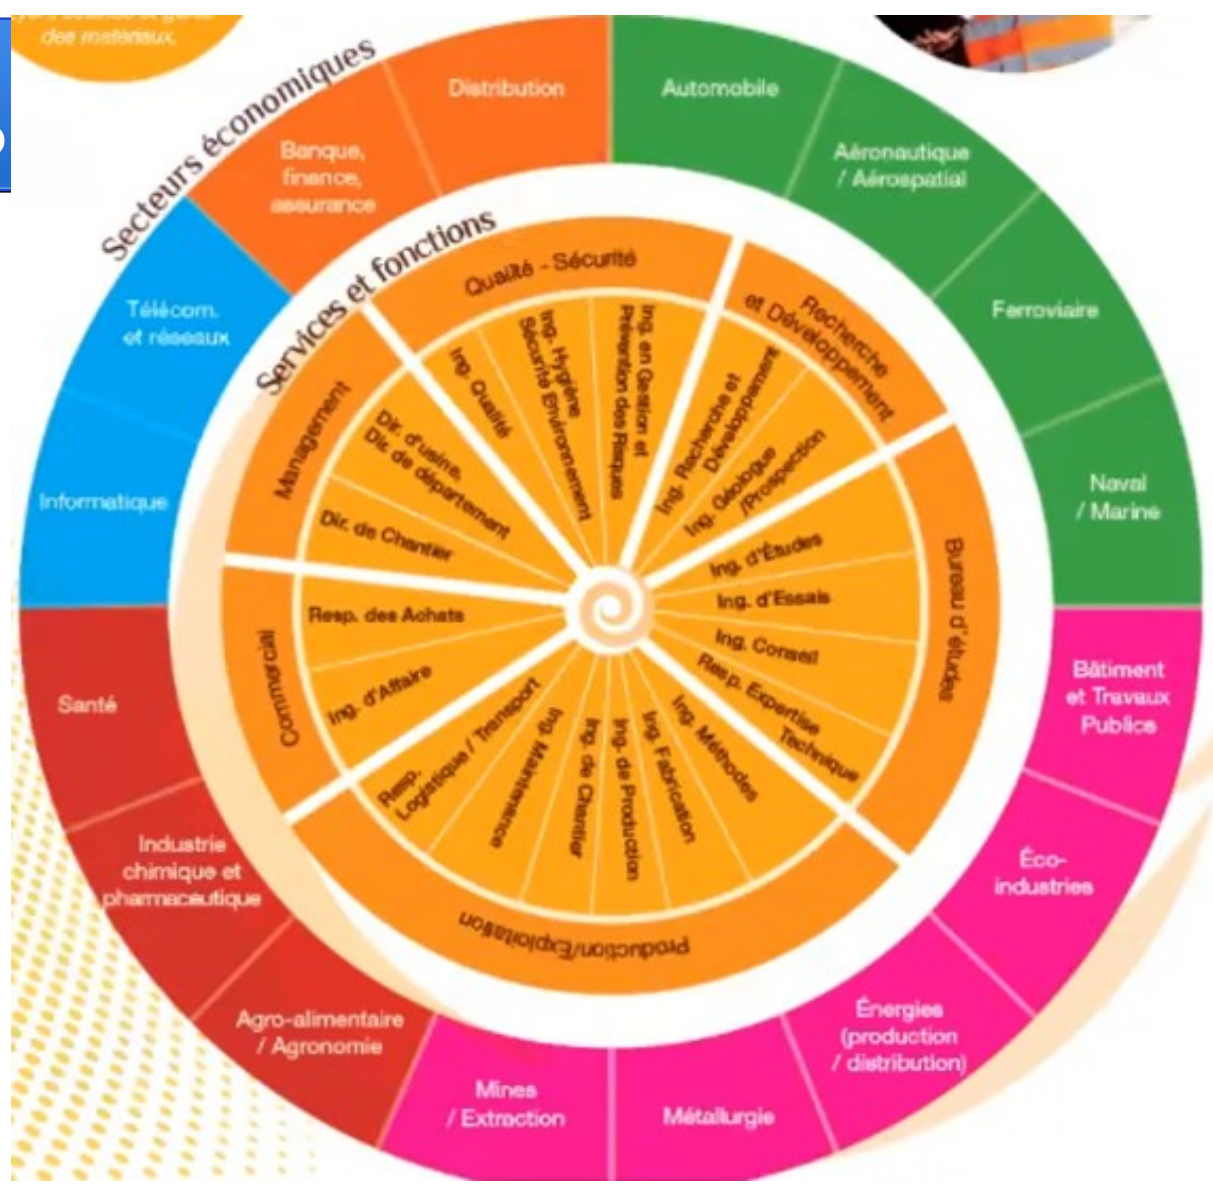 des matériaux.
Secteurs économiques
Distribution
Automobile
Aéronautique
/ Aérospatial
Ferroviaire
Naval
/ Marine
Bâtiment
et Travaux
Publics
Éco-
industries
Énergies
(production
/ distribution)
Métallurgie
Mines
/ Extraction
Agro-alimentaire
/ Agronomie
Industrie
chimique et
pharmaceutique
Santé
Informatique
Télécom.
et réseaux
Banque,
finance,
assurance
Services et fonctions
Qualité - Sécurité
Ing. Qualité
Ing. Hygiène
Sécurité Environnement
Ing. en Gestion et
Prévention des Risques
Recherche
et Développement
Ing. Recherche et
Développement
Ing. Géologue
/Prospection
Bureau d'études
Ing. d'Études
Ing. d'Essais
Ing. Conseil
Resp. Expertise
Technique
Production/Exploitation
Ing. Méthodes
Ing. Fabrication
Ing. de Production
Ing. de Chantier
Ing. Maintenance
Resp.
Logistique / Transport
Commercial
Ing. d'Affaire
Resp. des Achats
Management
Dir. de Chantier
Dir. d'usine,
Dir. de département